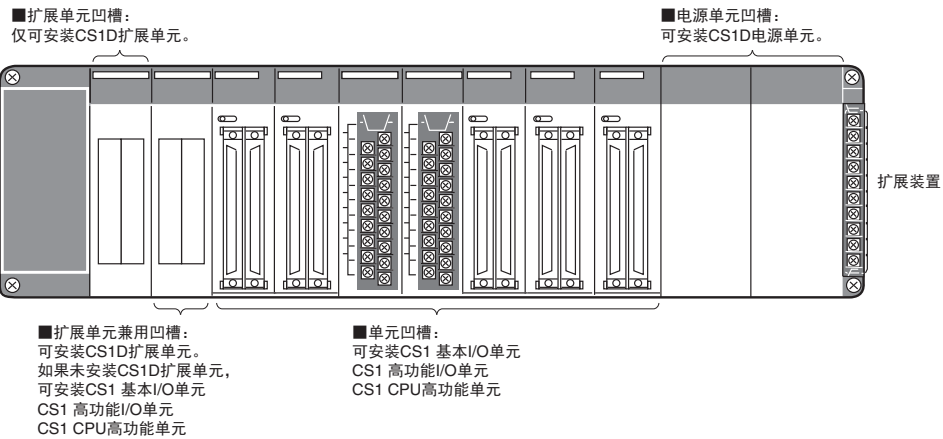 ■扩展单元凹槽：
仅可安装CS1D扩展单元。
■电源单元凹槽：
可安装CS1D电源单元。
扩展装置
■扩展单元兼用凹槽：
可安装CS1D扩展单元。
如果未安装CS1D扩展单元，
可安装CS1 基本I/O单元
CS1 高功能I/O单元
CS1 CPU高功能单元
■单元凹槽：
可安装CS1 基本I/O单元
CS1 高功能I/O单元
CS1 CPU高功能单元